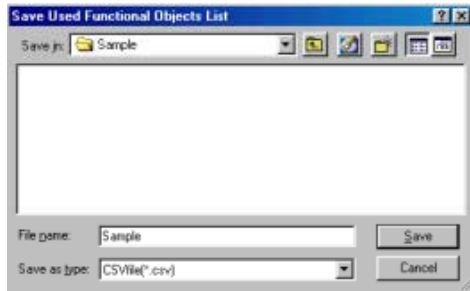 Save Used Functional Objects List
Save in: Sample
File name: Sample Save
Save as type: CSVfile(*.csv) Cancel